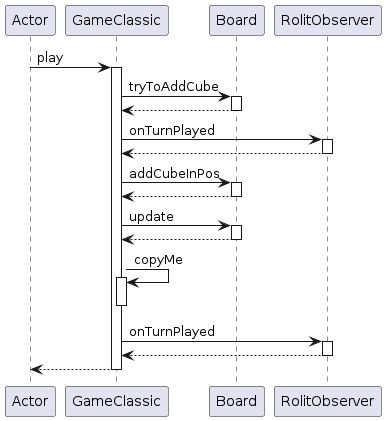 Actor GameClassic Board RolitObserver
play
tryToAddCube
onTurnPlayed
addCubeInPos
update
copyMe
onTurnPlayed
Actor GameClassic Board RolitObserver